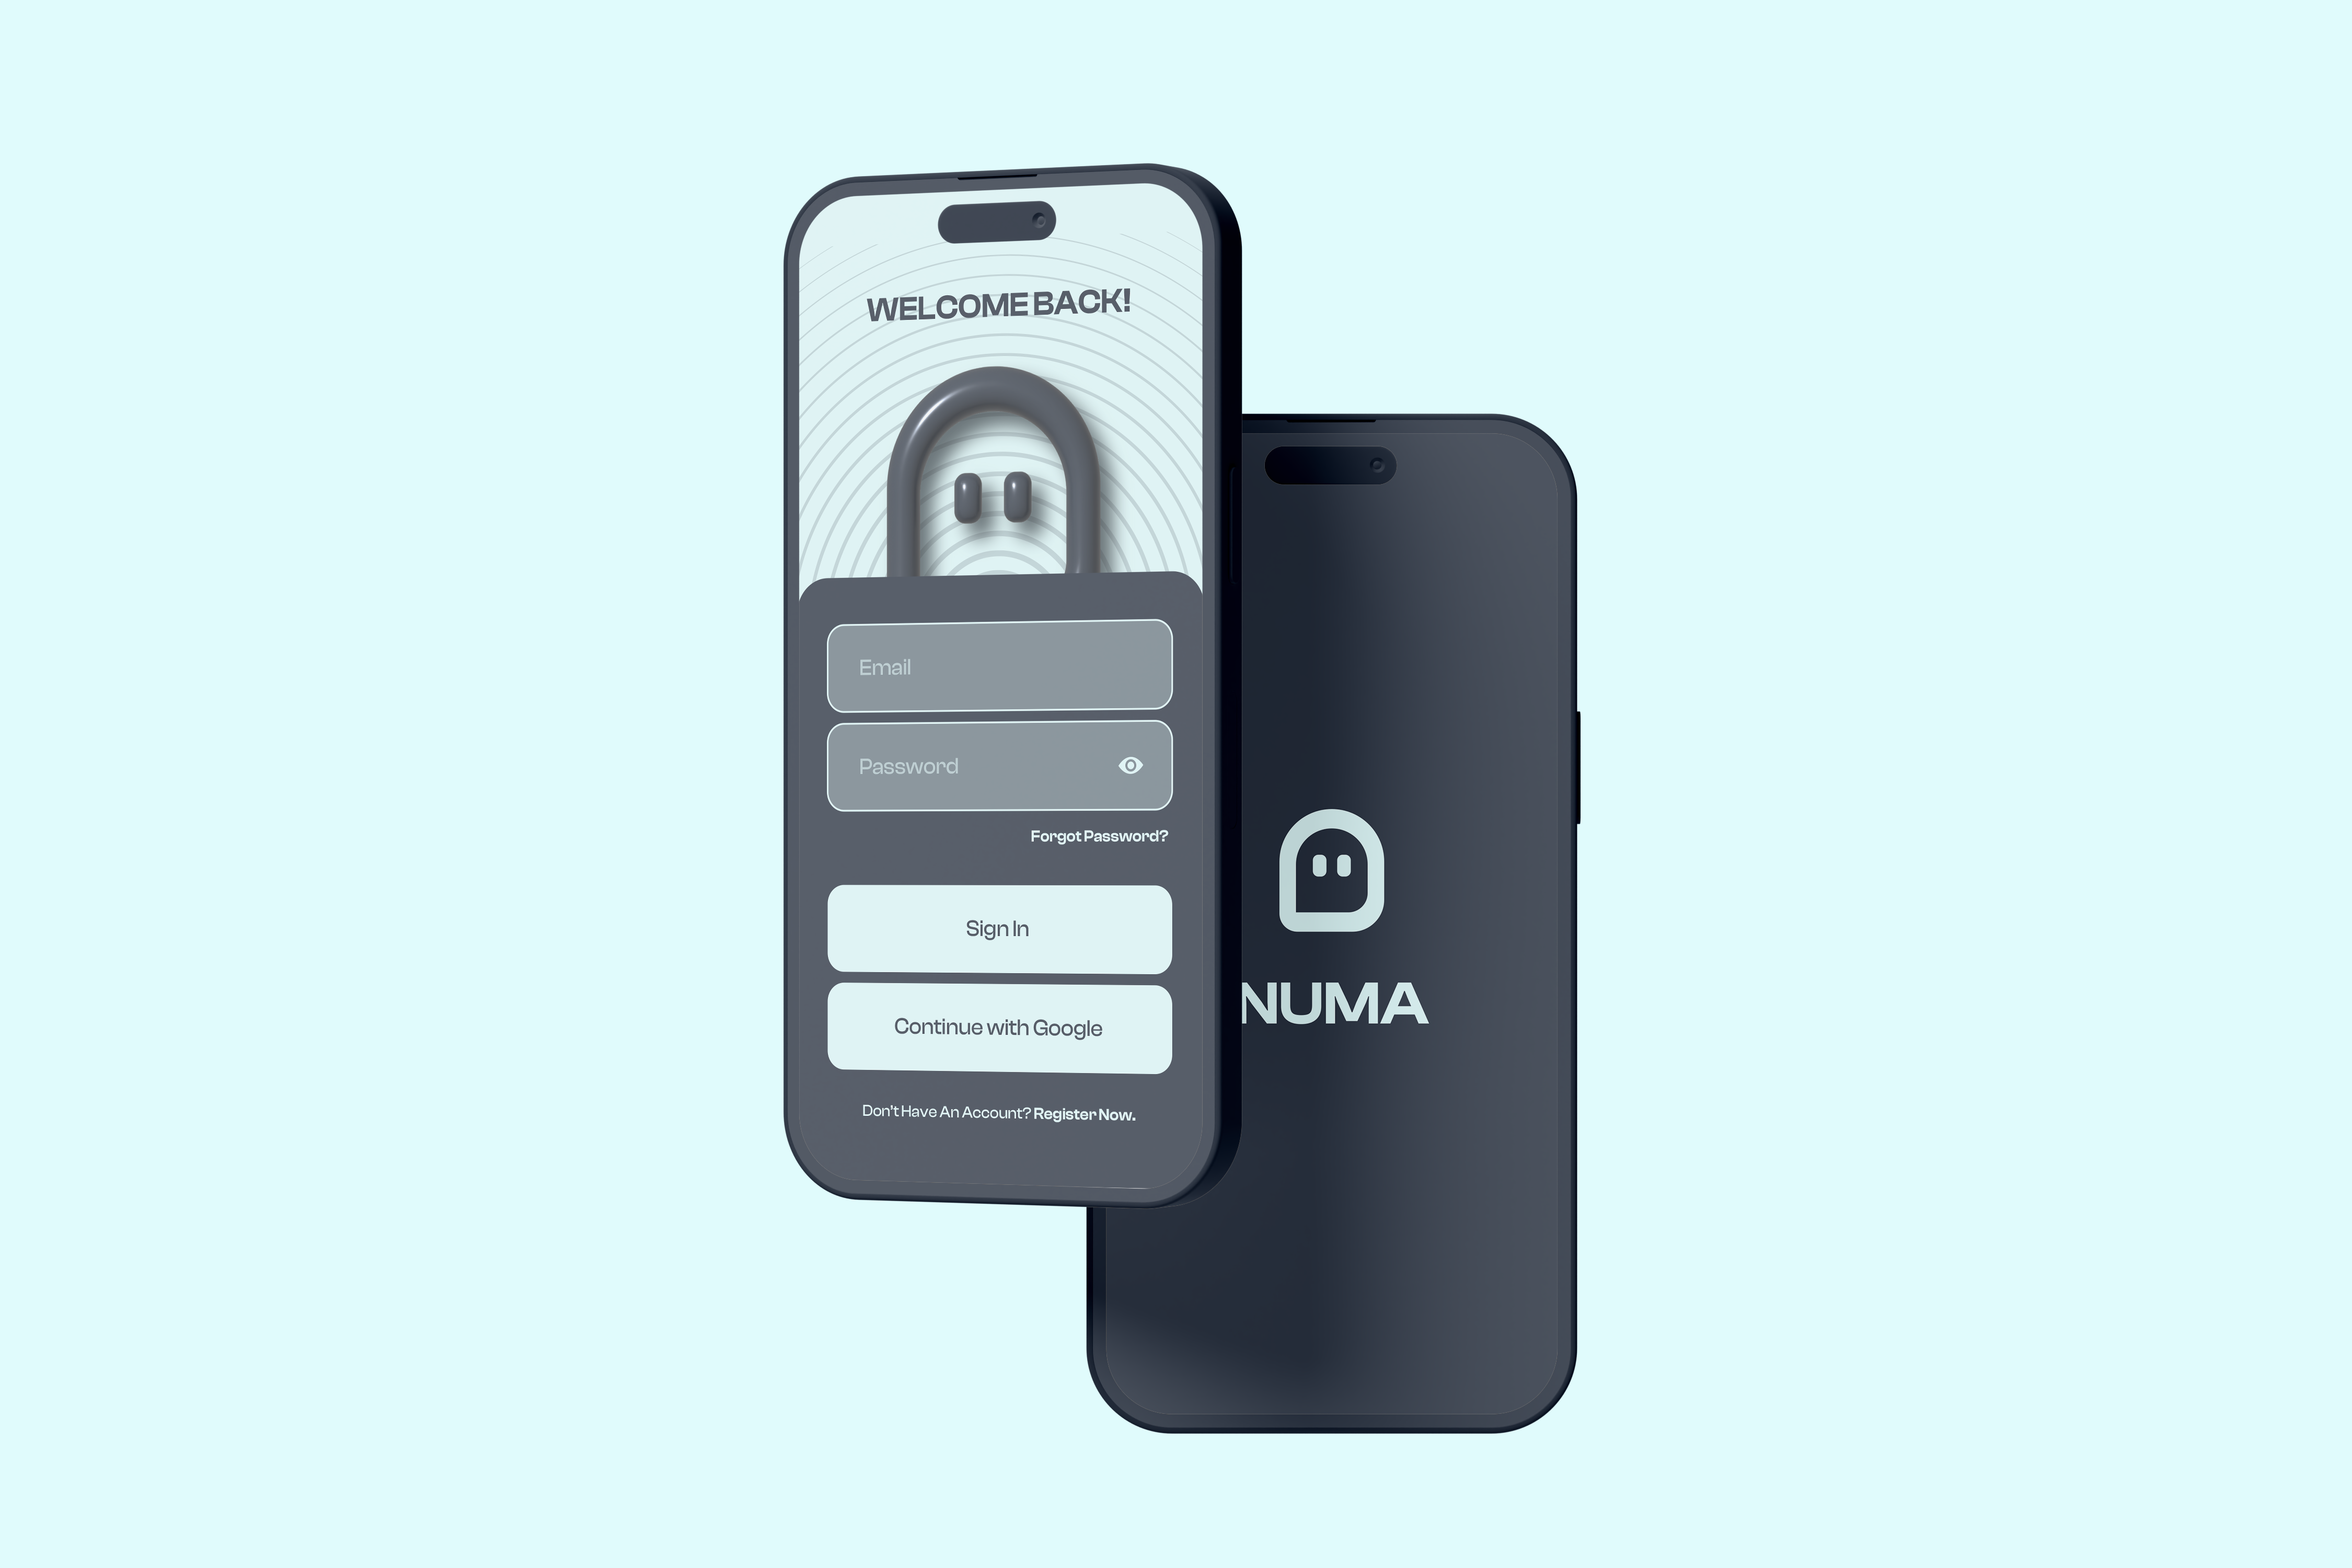 WELCOME BACK!
Email
Password
Forgot Password?
Sign In
Continue with Google
Don't Have An Account? Register Now.
NUMA